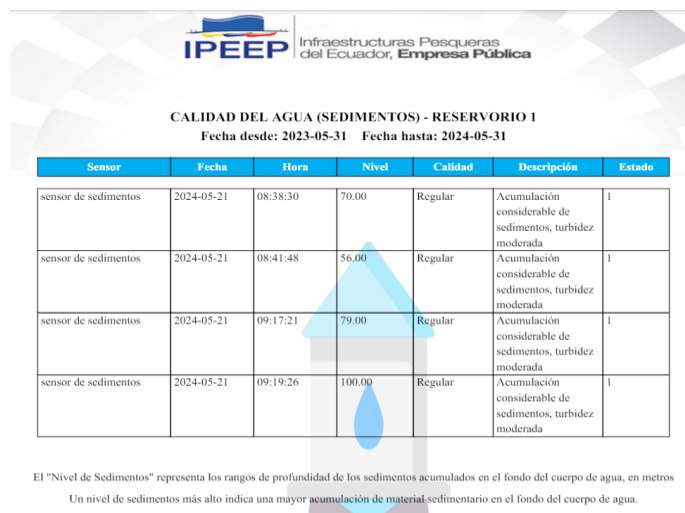 IPEEP
Infraestructuras Pesqueras
del Ecuador, Empresa Pública
CALIDAD DEL AGUA (SEDIMENTOS) - RESERVORIO 1
Fecha desde: 2023-05-31 Fecha hasta: 2024-05-31
Sensor Fecha Hora Nivel Calidad Descripción Estado
sensor de sedimentos 2024-05-21 08:38:30 70.00 Regular Acumulación 1
considerable de
sedimentos, turbidez
moderada
sensor de sedimentos 2024-05-21 08:41:48 56.00 Regular Acumulación 1
considerable de
sedimentos, turbidez
moderada
sensor de sedimentos 2024-05-21 09:17:21 79.00 Regular Acumulación 1
considerable de
sedimentos, turbidez
moderada
sensor de sedimentos 2024-05-21 09:19:26 100.00 Regular Acumulación 1
considerable de
sedimentos, turbidez
moderada
El "Nivel de Sedimentos" representa los rangos de profundidad de los sedimentos acumulados en el fondo del cuerpo de agua, en metros
Un nivel de sedimentos más alto indica una mayor acumulación de material sedimentario en el fondo del cuerpo de agua.